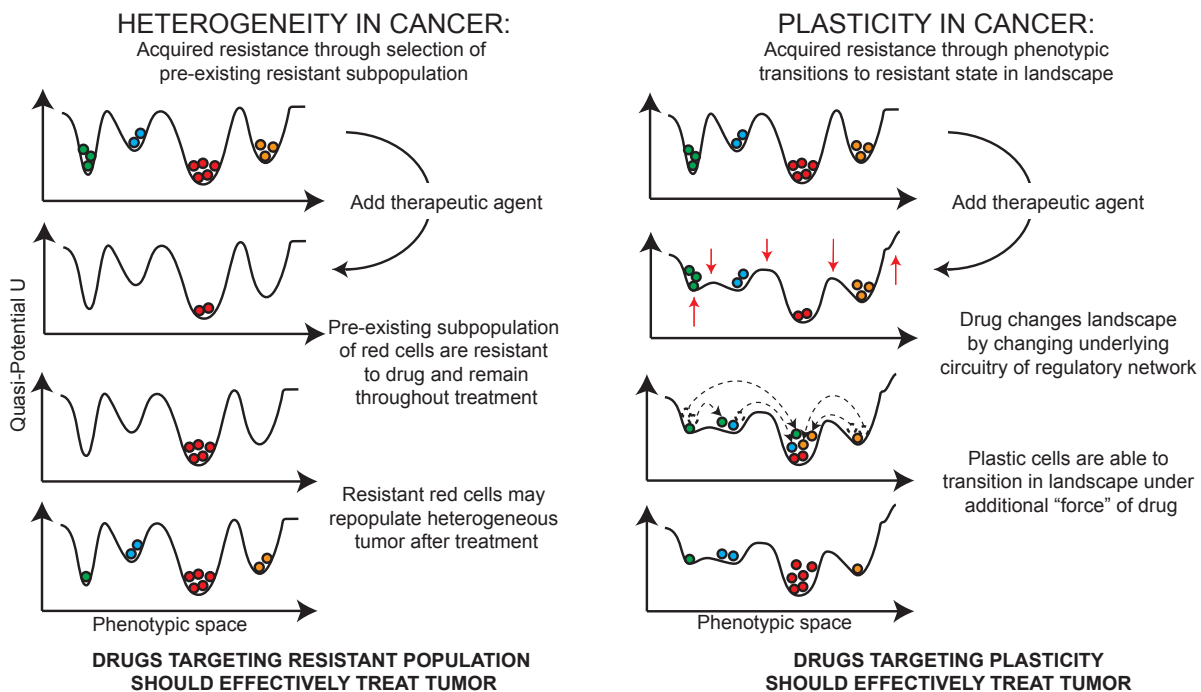 HETEROGENEITY IN CANCER:
Acquired resistance through selection of
pre-existing resistant subpopulation
Add therapeutic agent
Pre-existing subpopulation
of red cells are resistant
to drug and remain
throughout treatment
Resistant red cells may
repopulate heterogeneous
tumor after treatment
Quasi-Potential U
Phenotypic space
DRUGS TARGETING RESISTANT POPULATION
SHOULD EFFECTIVELY TREAT TUMOR
PLASTICITY IN CANCER:
Acquired resistance through phenotypic
transitions to resistant state in landscape
Add therapeutic agent
Drug changes landscape
by changing underlying
circuitry of regulatory network
Plastic cells are able to
transition in landscape under
additional “force” of drug
Phenotypic space
DRUGS TARGETING PLASTICITY
SHOULD EFFECTIVELY TREAT TUMOR